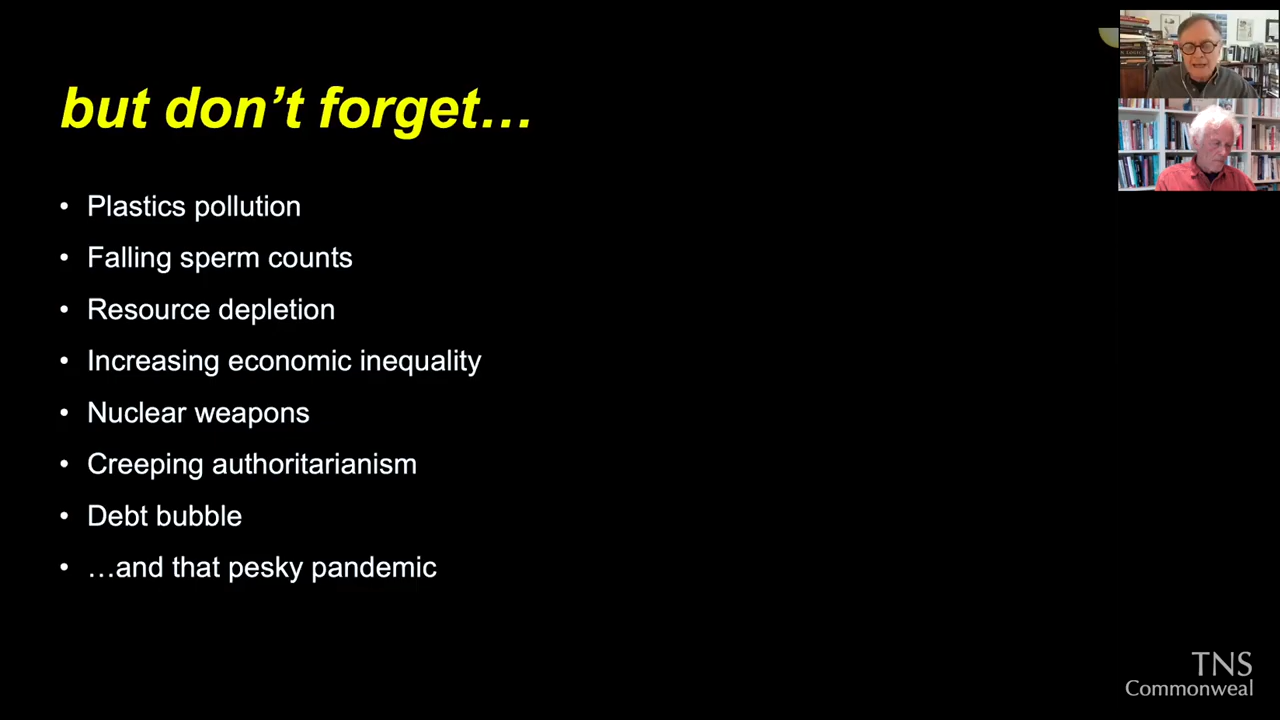 but don’t forget…
• Plastics pollution
• Falling sperm counts
• Resource depletion
• Increasing economic inequality
• Nuclear weapons
• Creeping authoritarianism
• Debt bubble
• …and that pesky pandemic
TNS
Commonweal